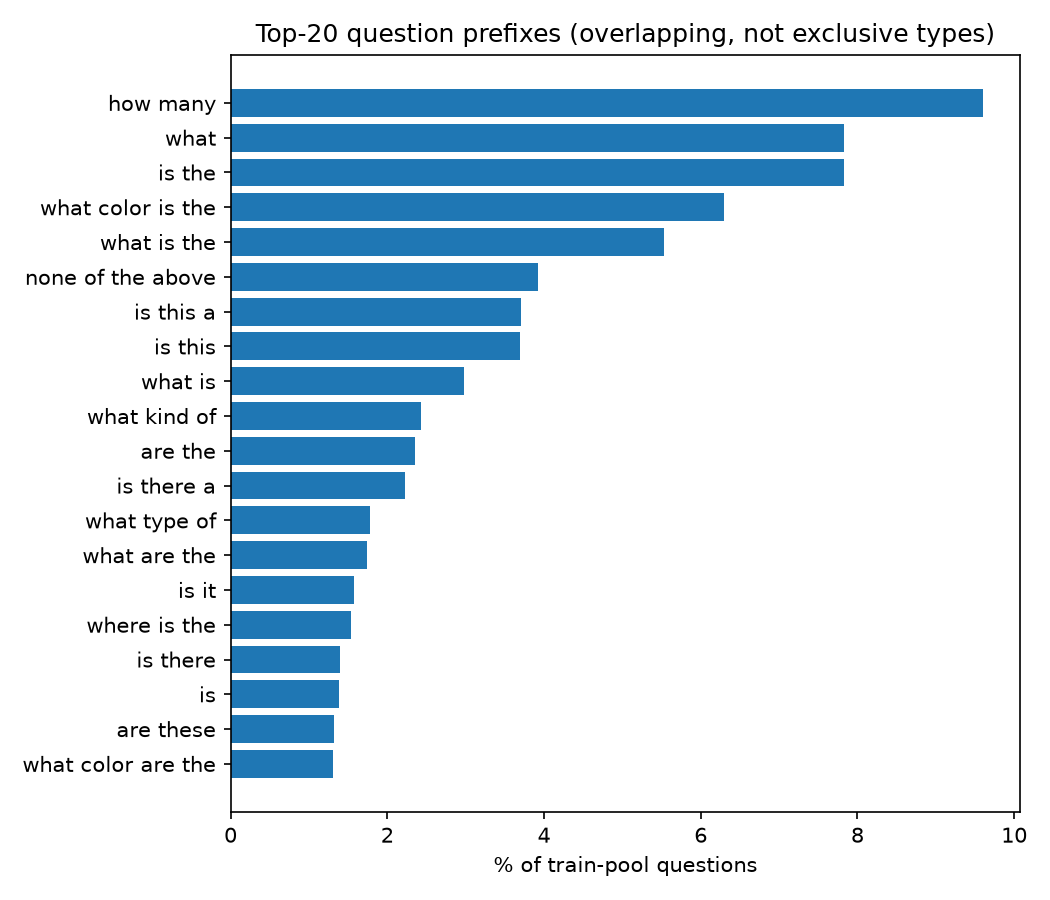 Top-20 question prefixes (overlapping, not exclusive types)
how many
what
is the
what color is the
what is the
none of the above
is this a
is this
what is
what kind of
are the
is there a
what type of
what are the
is it
where is the
is there
is
are these
what color are the
0 2 4 6 8 10
% of train-pool questions